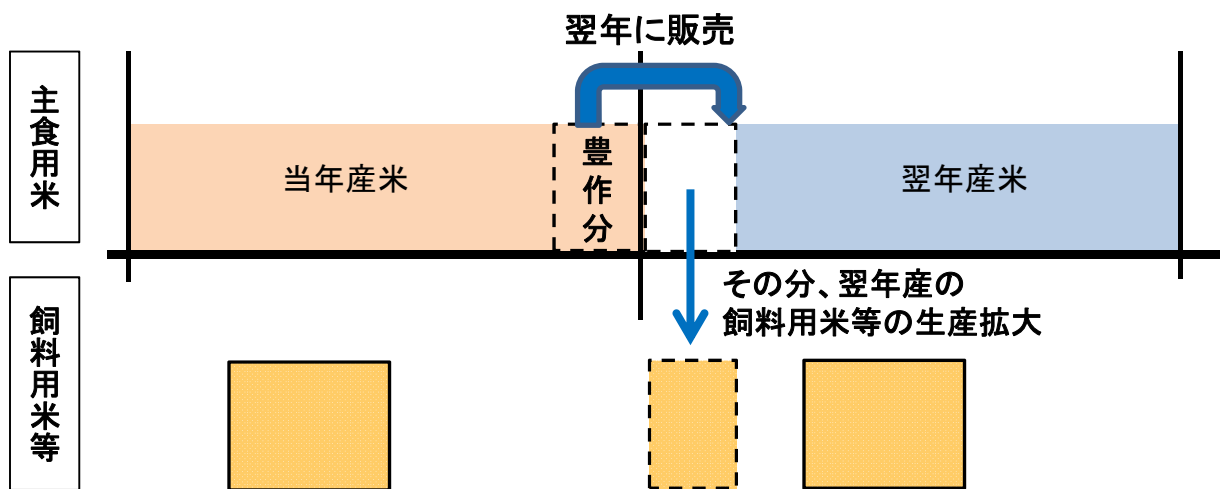 翌年に販売
主食用米
当年産米
豊作分
翌年産米
その分、翌年産の
飼料用米等の生産拡大
飼料用米等